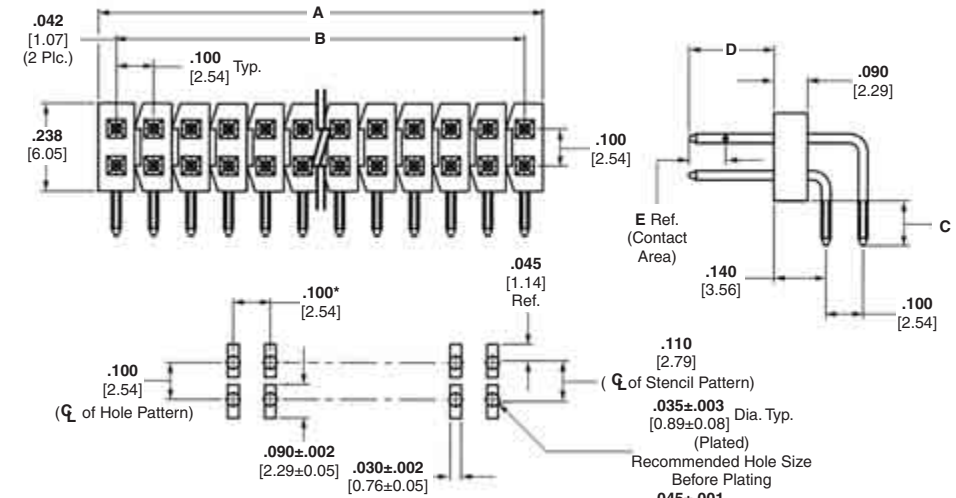 A
.042
[1.07]
(2 Plc.)
B
.100
[2.54] Typ.
.238
[6.05]
.100
[2.54]
D
.090
[2.29]
E Ref.
(Contact
Area)
C
.140
[3.56]
.100
[2.54]
.045
[1.14]
Ref.
.100*
[2.54]
.100
[2.54]
(℄ of Hole Pattern)
.110
[2.79]
( ℄ of Stencil Pattern)
.035±.003
[0.89±0.08] Dia. Typ.
(Plated)
Recommended Hole Size
Before Plating
.045±.001
.090±.002
[2.29±0.05]
.030±.002
[0.76±0.05]